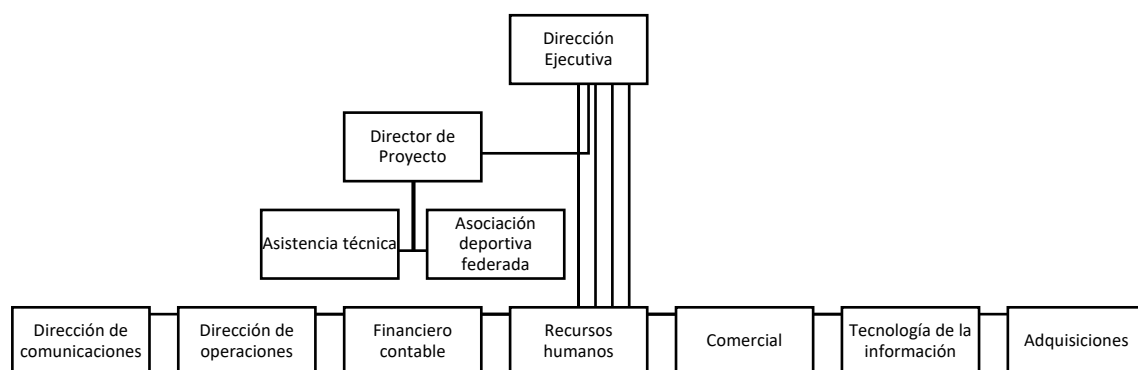 Dirección
Ejecutiva
Director de
Proyecto
Asistencia técnica
Asociación
deportiva
federada
Dirección de
comunicaciones
Dirección de
operaciones
Financiero
contable
Recursos
humanos
Comercial
Tecnología de la
información
Adquisiciones